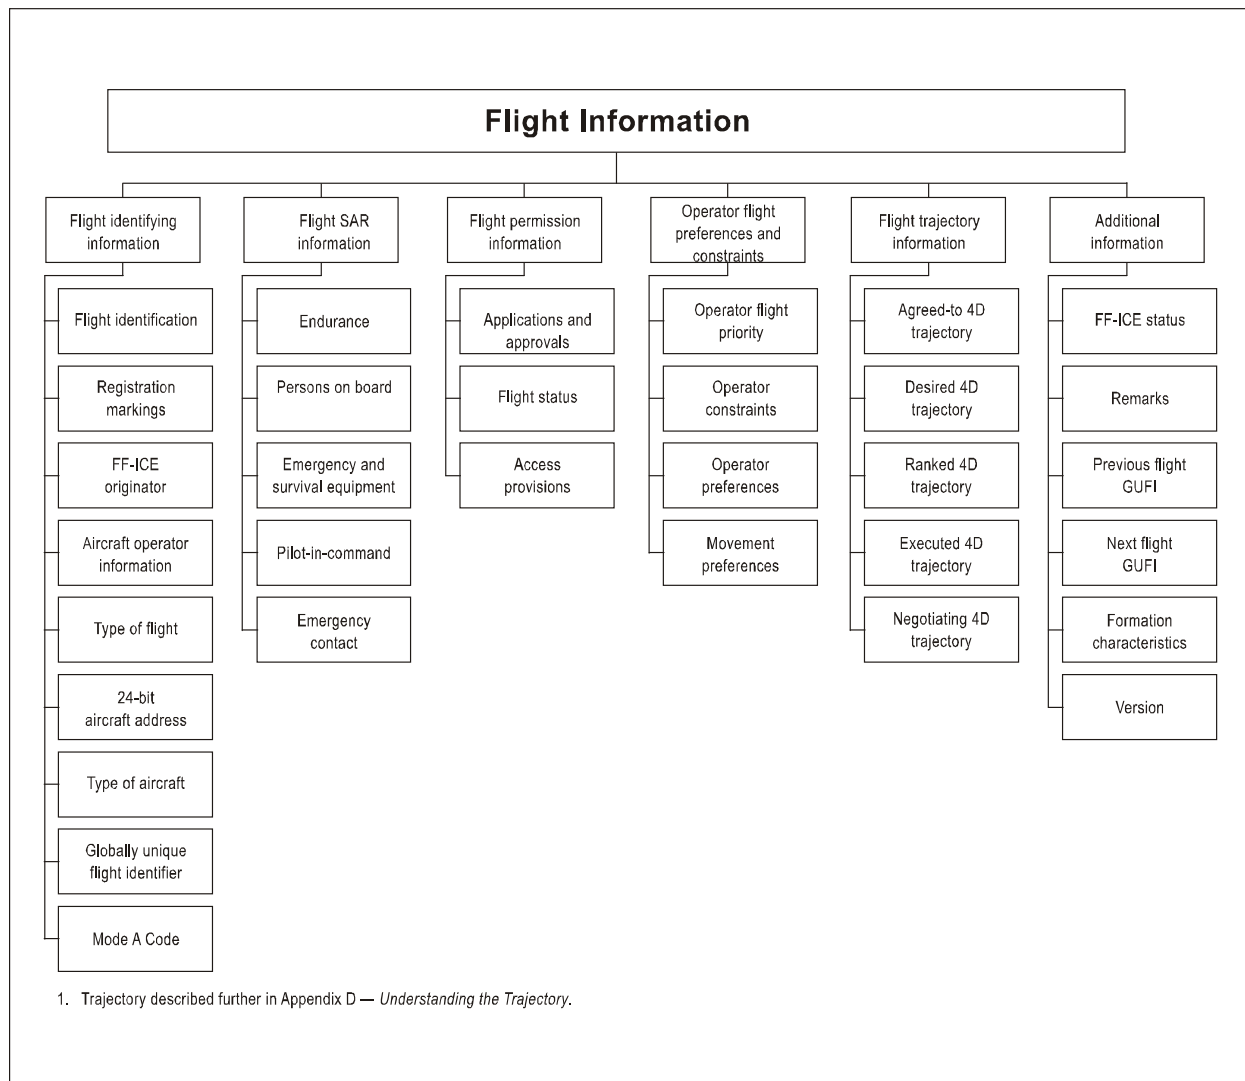 Flight Information
Flight identifying
information
Flight SAR
information
Flight permission
information
Operator flight
preferences and
constraints
Flight trajectory
information
Additional
information
Flight identification
Registration
markings
FF-ICE
originator
Aircraft operator
information
Type of flight
24-bit
aircraft address
Type of aircraft
Globally unique
flight identifier
Mode A Code
Endurance
Persons on board
Emergency and
survival equipment
Pilot-in-command
Emergency
contact
Applications and
approvals
Flight status
Access
provisions
Operator flight
priority
Operator
constraints
Operator
preferences
Movement
preferences
Agreed-to 4D
trajectory
Desired 4D
trajectory
Ranked 4D
trajectory
Executed 4D
trajectory
Negotiating 4D
trajectory
FF-ICE status
Remarks
Previous flight
GUFI
Next flight
GUFI
Formation
characteristics
Version
1. Trajectory described further in Appendix D — Understanding the Trajectory.